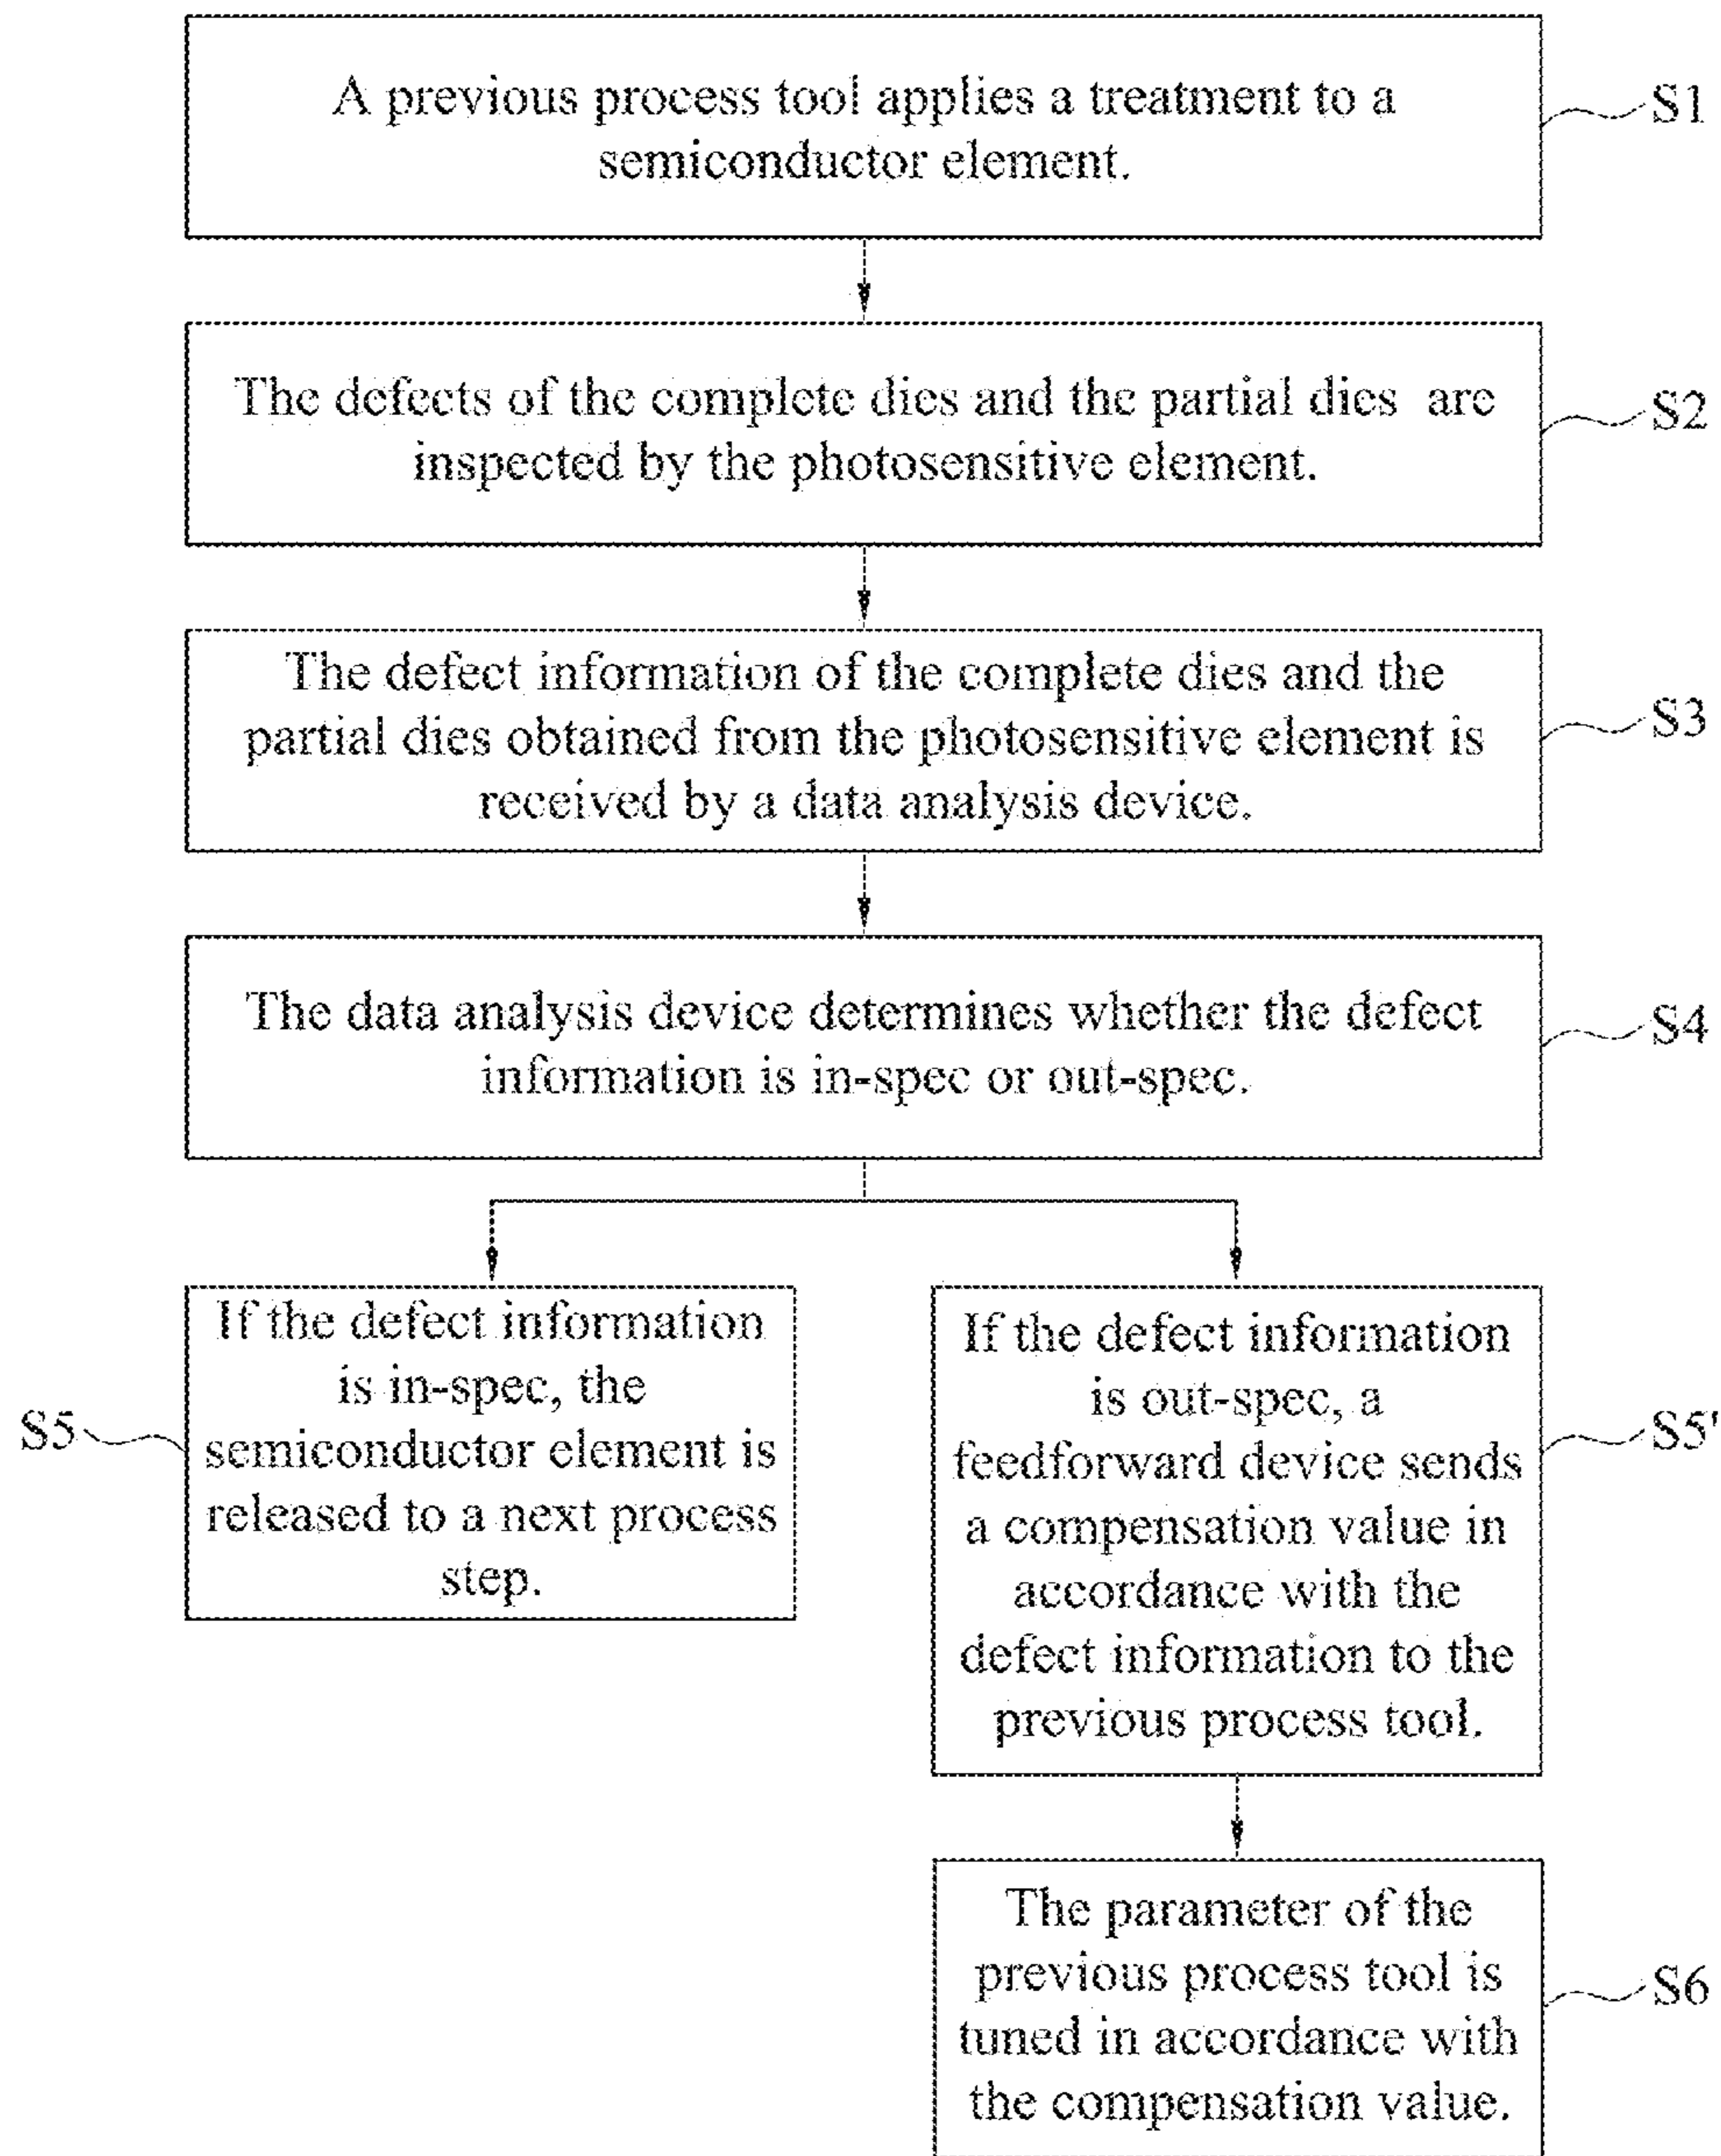 A previous process tool applies a treatment to a
semiconductor element.
S1
The defects of the complete dies and the partial dies are
inspected by the photosensitive element.
S2
The defect information of the complete dies and the
partial dies obtained from the photosensitive element is
received by a data analysis device.
S3
The data analysis device determines whether the defect
information is in-spec or out-spec.
S4
If the defect information
is in-spec, the
semiconductor element is
released to a next process
step.
S5
If the defect information
is out-spec, a
feedforward device sends
a compensation value in
accordance with the
defect information to the
previous process tool.
S5'
The parameter of the
previous process tool is
tuned in accordance with
the compensation value.
S6